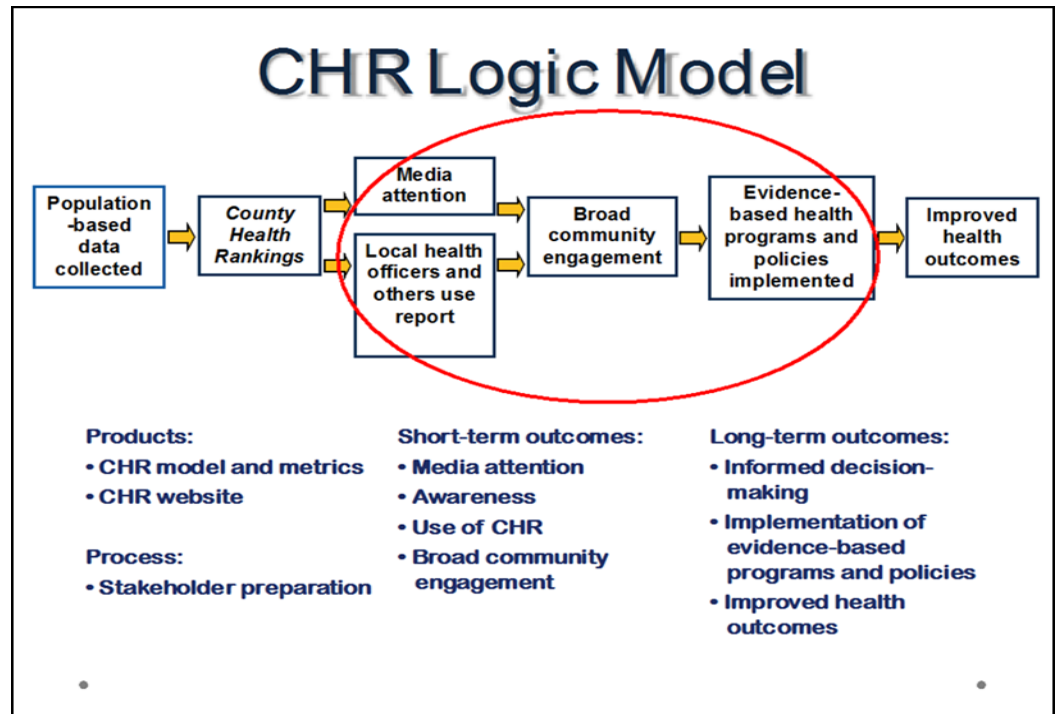 CHR Logic Model
Population
-based
data
collected
County
Health
Rankings
Media
attention
Local health
officers and
others use
report
Broad
community
engagement
Evidence-
based health
programs and
policies
implemented
Improved
health
outcomes
Products:
• CHR model and metrics
• CHR website
Process:
• Stakeholder preparation
Short-term outcomes:
• Media attention
• Awareness
• Use of CHR
• Broad community
engagement
Long-term outcomes:
• Informed decision-
making
• Implementation of
evidence-based
programs and policies
• Improved health
outcomes